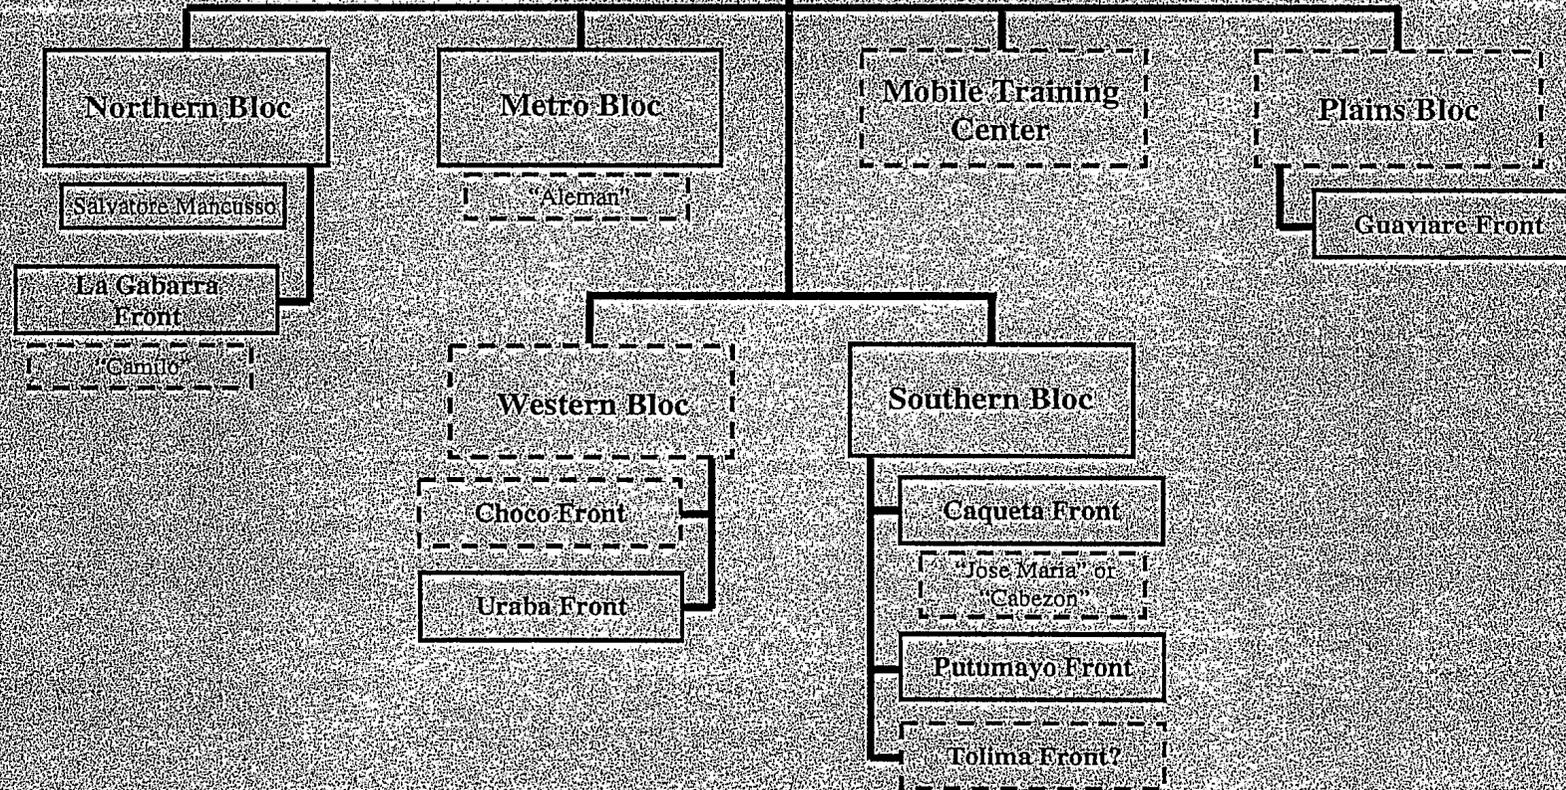 Northern Bloc
Metro Bloc
Mobile Training
Center
Plains Bloc
Salvatore Mancusso
"Aleman"
Guaviare Front
La Gabarra
Front
"Camilo"
Western Bloc
Southern Bloc
Choco Front
Caqueta Front
"Jose Maria" or
"Cabezon"
Uraba Front
Putumayo Front
Tolima Front?